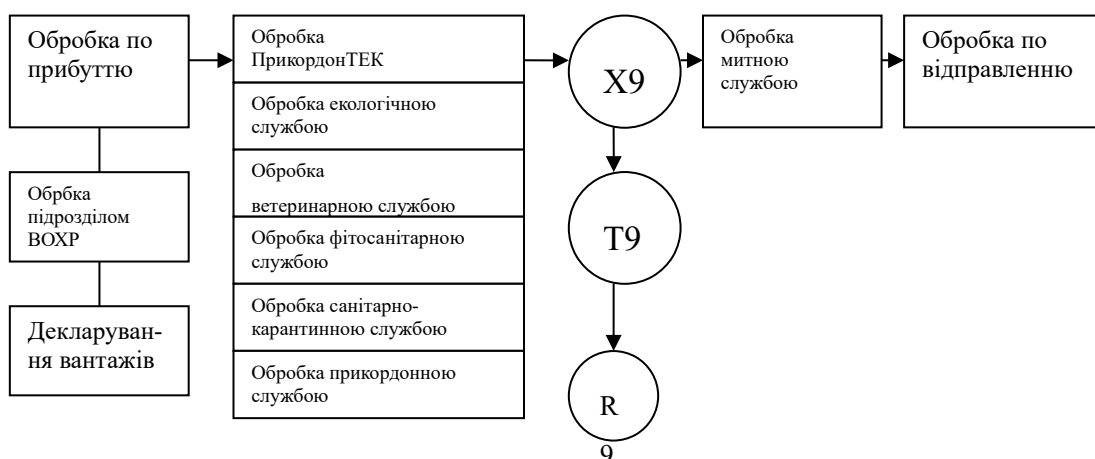 Обробка по
прибуттю
Обрбка
підрозділом
ВОХР
Декларуван-
ня вантажів
Обробка
ПрикордонТЕК
Обробка екологічною
службою
Обробка
ветеринарною службою
Обробка фітосанітарною
службою
Обробка санітарно-
карантинною службою
Обробка прикордонною
службою
X9
T9
R
9
Обробка
митною
службою
Обробка по
відправленню